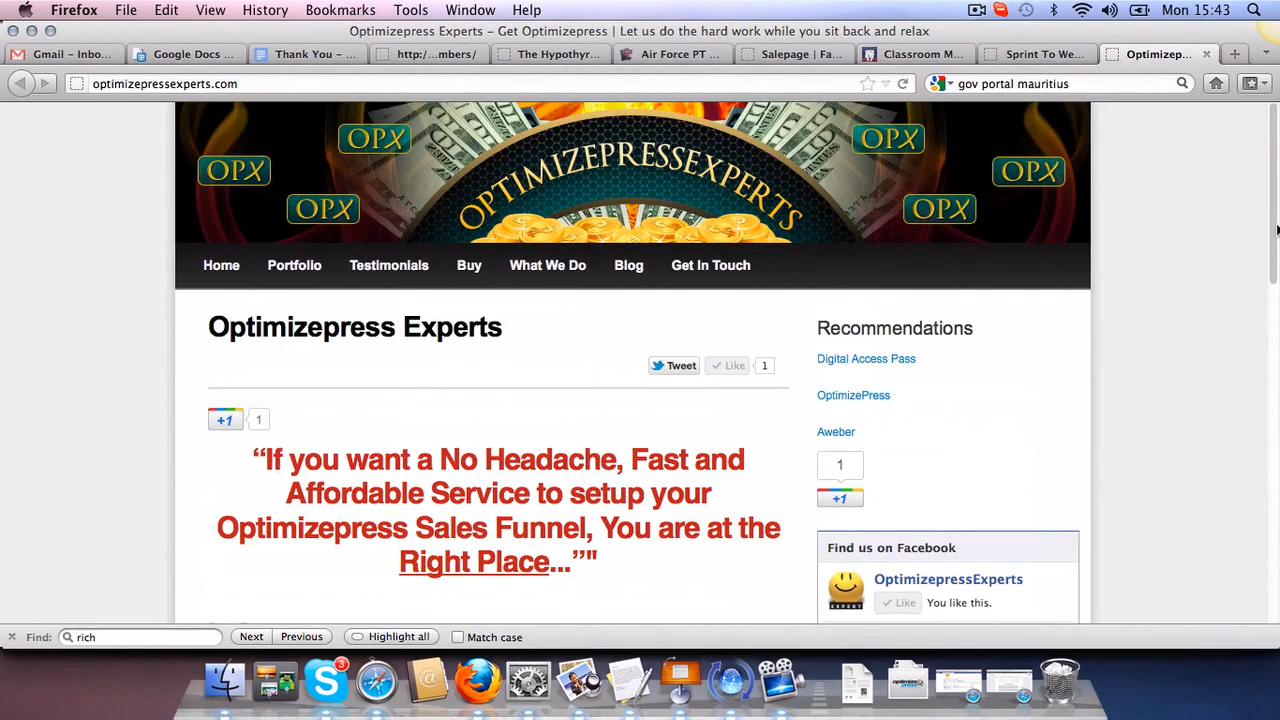 Firefox File Edit View History Bookmarks Tools Window Help Mon 15:43
Optimizepress Experts – Get Optimizepress | Let us do the hard work while you sit back and relax
Gmail – Inbo... Google Docs ... Thank You – ... http:/...mbers/ The Hypothyr... Air Force PT ... Salepage | Fa... Classroom M... Sprint To We... Optimizep...
optimizepressexperts.com gov portal mauritius
OPX OPX OPX OPTIMIZEPRESSEXPERTS OPX OPX OPX
Home Portfolio Testimonials Buy What We Do Blog Get In Touch
Optimizepress Experts
Tweet Like 1
+1 1
“If you want a No Headache, Fast and
Affordable Service to setup your
Optimizepress Sales Funnel, You are at the
Right Place...”"
Recommendations
Digital Access Pass
OptimizePress
Aweber
1
+1
Find us on Facebook
OptimizepressExperts
Like You like this.
EXPERT
Find: rich Next Previous Highlight all Match case
3
optimize
press